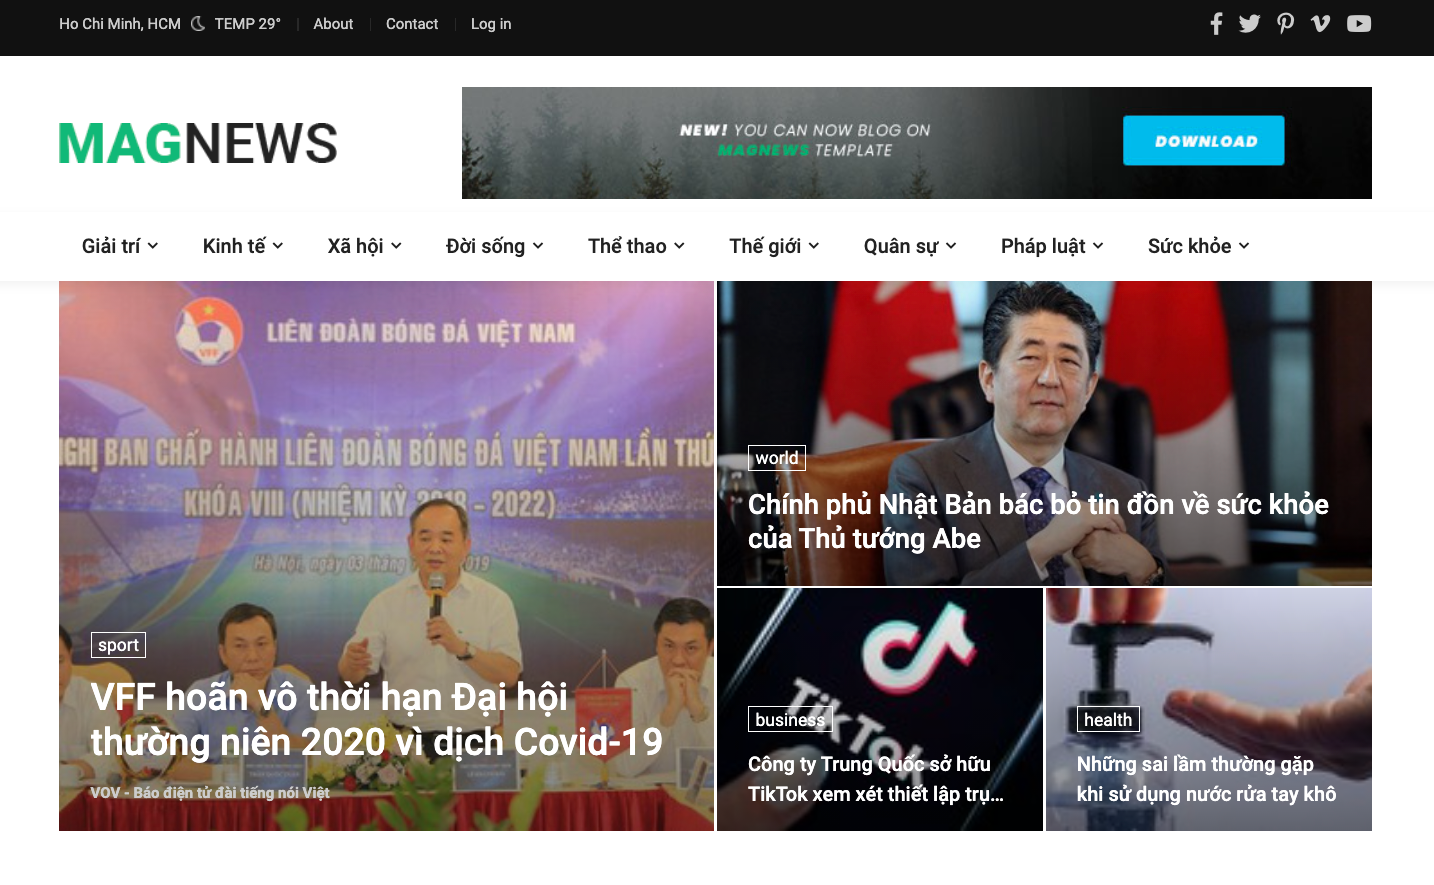 Ho Chi Minh, HCM TEMP 29° About Contact Log in
MAGNEWS
NEW! YOU CAN NOW BLOG ON
MAGNEWS TEMPLATE
DOWNLOAD
Giải trí Kinh tế Xã hội Đời sống Thể thao Thế giới Quân sự Pháp luật Sức khỏe
VFF
LIÊN ĐOÀN BÓNG ĐÁ VIỆT NAM
NGHỊ BAN CHẤP HÀNH LIÊN ĐOÀN BÓNG ĐÁ VIỆT NAM LẦN THỨ
KHÓA VIII (NHIỆM KỲ 2018 - 2022)
Hà Nội, ngày 03 tháng 2019
sport
VFF hoãn vô thời hạn Đại hội
thường niên 2020 vì dịch Covid-19
VOV - Báo điện tử đài tiếng nói Việt
world
Chính phủ Nhật Bản bác bỏ tin đồn về sức khỏe
của Thủ tướng Abe
TikTok
business
Công ty Trung Quốc sở hữu
TikTok xem xét thiết lập trụ...
health
Những sai lầm thường gặp
khi sử dụng nước rửa tay khô